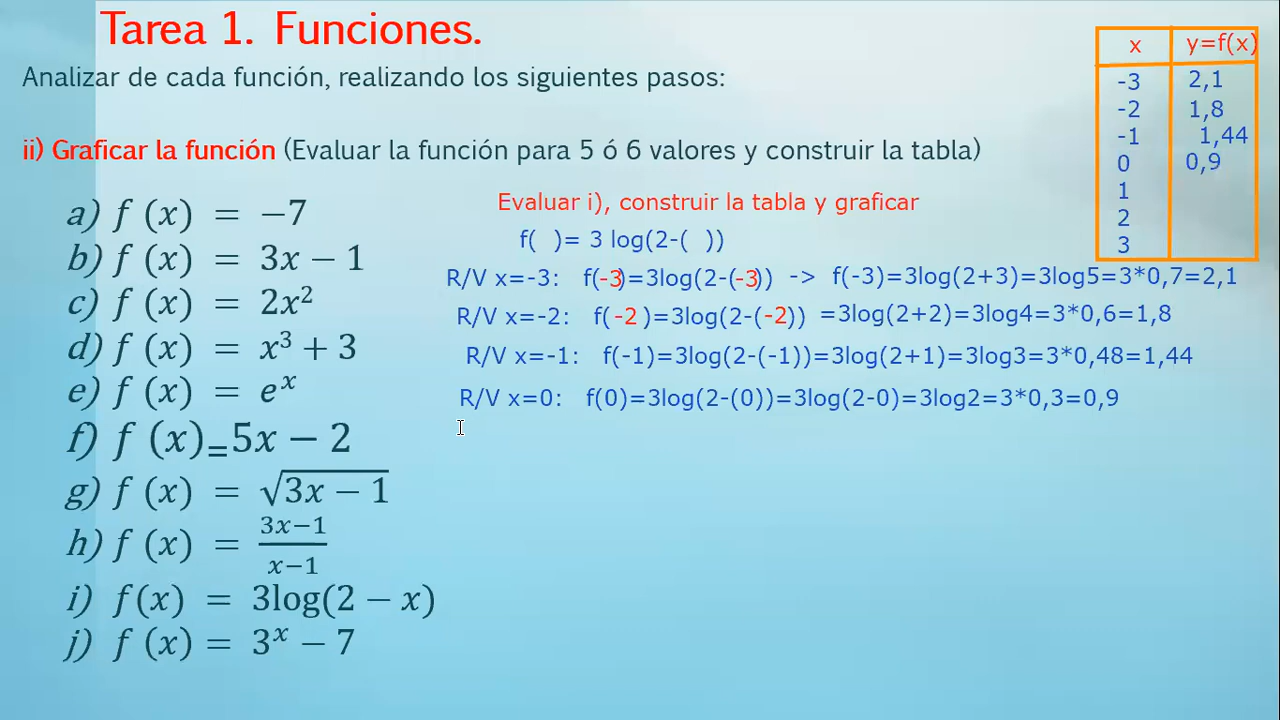 Tarea 1. Funciones.
Analizar de cada función, realizando los siguientes pasos:
ii) Graficar la función (Evaluar la función para 5 ó 6 valores y construir la tabla)
a) f (x) = −7
b) f (x) = 3x − 1
c) f (x) = 2x²
d) f (x) = x³ + 3
e) f (x) = eˣ
f) f (x)=5x − 2
g) f (x) = √(3x − 1)
h) f (x) = (3x−1)/(x−1)
i) f(x) = 3log(2 − x)
j) f (x) = 3ˣ − 7
Evaluar i), construir la tabla y graficar
f( )= 3 log(2-( ))
R/V x=-3: f(-3)=3log(2-(-3)) -> f(-3)=3log(2+3)=3log5=3*0,7=2,1
R/V x=-2: f(-2 )=3log(2-(-2)) =3log(2+2)=3log4=3*0,6=1,8
R/V x=-1: f(-1)=3log(2-(-1))=3log(2+1)=3log3=3*0,48=1,44
R/V x=0: f(0)=3log(2-(0))=3log(2-0)=3log2=3*0,3=0,9
x y=f(x)
-3 2,1
-2 1,8
-1 1,44
0 0,9
1
2
3